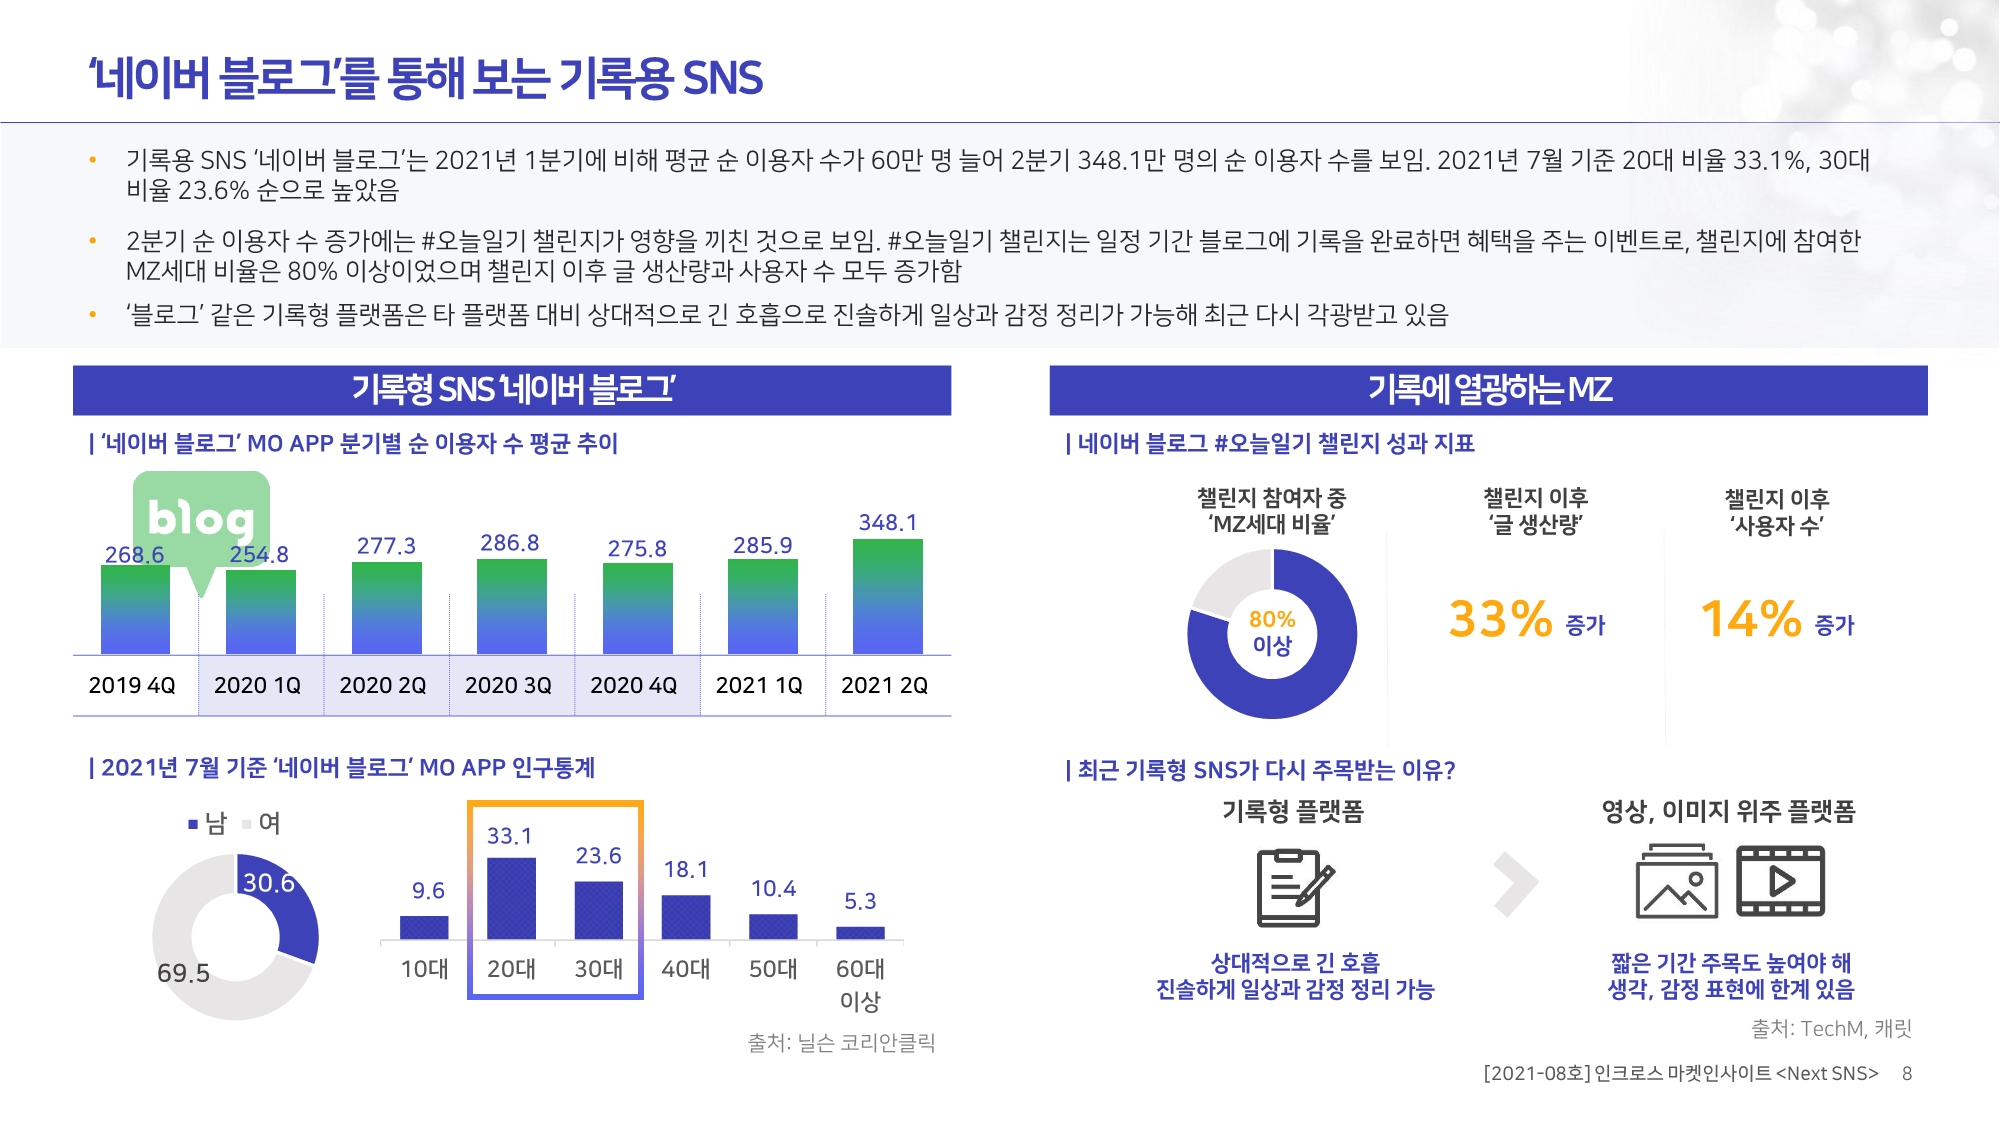 ‘네이버 블로그’를 통해 보는 기록용 SNS
• 기록용 SNS ‘네이버 블로그’는 2021년 1분기에 비해 평균 순 이용자 수가 60만 명 늘어 2분기 348.1만 명의 순 이용자 수를 보임. 2021년 7월 기준 20대 비율 33.1%, 30대
비율 23.6% 순으로 높았음
• 2분기 순 이용자 수 증가에는 #오늘일기 챌린지가 영향을 끼친 것으로 보임. #오늘일기 챌린지는 일정 기간 블로그에 기록을 완료하면 혜택을 주는 이벤트로, 챌린지에 참여한
MZ세대 비율은 80% 이상이었으며 챌린지 이후 글 생산량과 사용자 수 모두 증가함
• ‘블로그’ 같은 기록형 플랫폼은 타 플랫폼 대비 상대적으로 긴 호흡으로 진솔하게 일상과 감정 정리가 가능해 최근 다시 각광받고 있음
기록형 SNS ‘네이버 블로그’
| ‘네이버 블로그’ MO APP 분기별 순 이용자 수 평균 추이
blog
268.6 254.8 277.3 286.8 275.8 285.9 348.1
2019 4Q 2020 1Q 2020 2Q 2020 3Q 2020 4Q 2021 1Q 2021 2Q
| 2021년 7월 기준 ‘네이버 블로그’ MO APP 인구통계
남 여
30.6
69.5
9.6 33.1 23.6 18.1 10.4 5.3
10대 20대 30대 40대 50대 60대
이상
출처: 닐슨 코리안클릭
기록에 열광하는 MZ
| 네이버 블로그 #오늘일기 챌린지 성과 지표
챌린지 참여자 중
‘MZ세대 비율’
80%
이상
챌린지 이후
‘글 생산량’
33% 증가
챌린지 이후
‘사용자 수’
14% 증가
| 최근 기록형 SNS가 다시 주목받는 이유?
기록형 플랫폼
상대적으로 긴 호흡
진솔하게 일상과 감정 정리 가능
영상, 이미지 위주 플랫폼
짧은 기간 주목도 높여야 해
생각, 감정 표현에 한계 있음
출처: TechM, 캐릿
[2021-08호] 인크로스 마켓인사이트 <Next SNS> 8